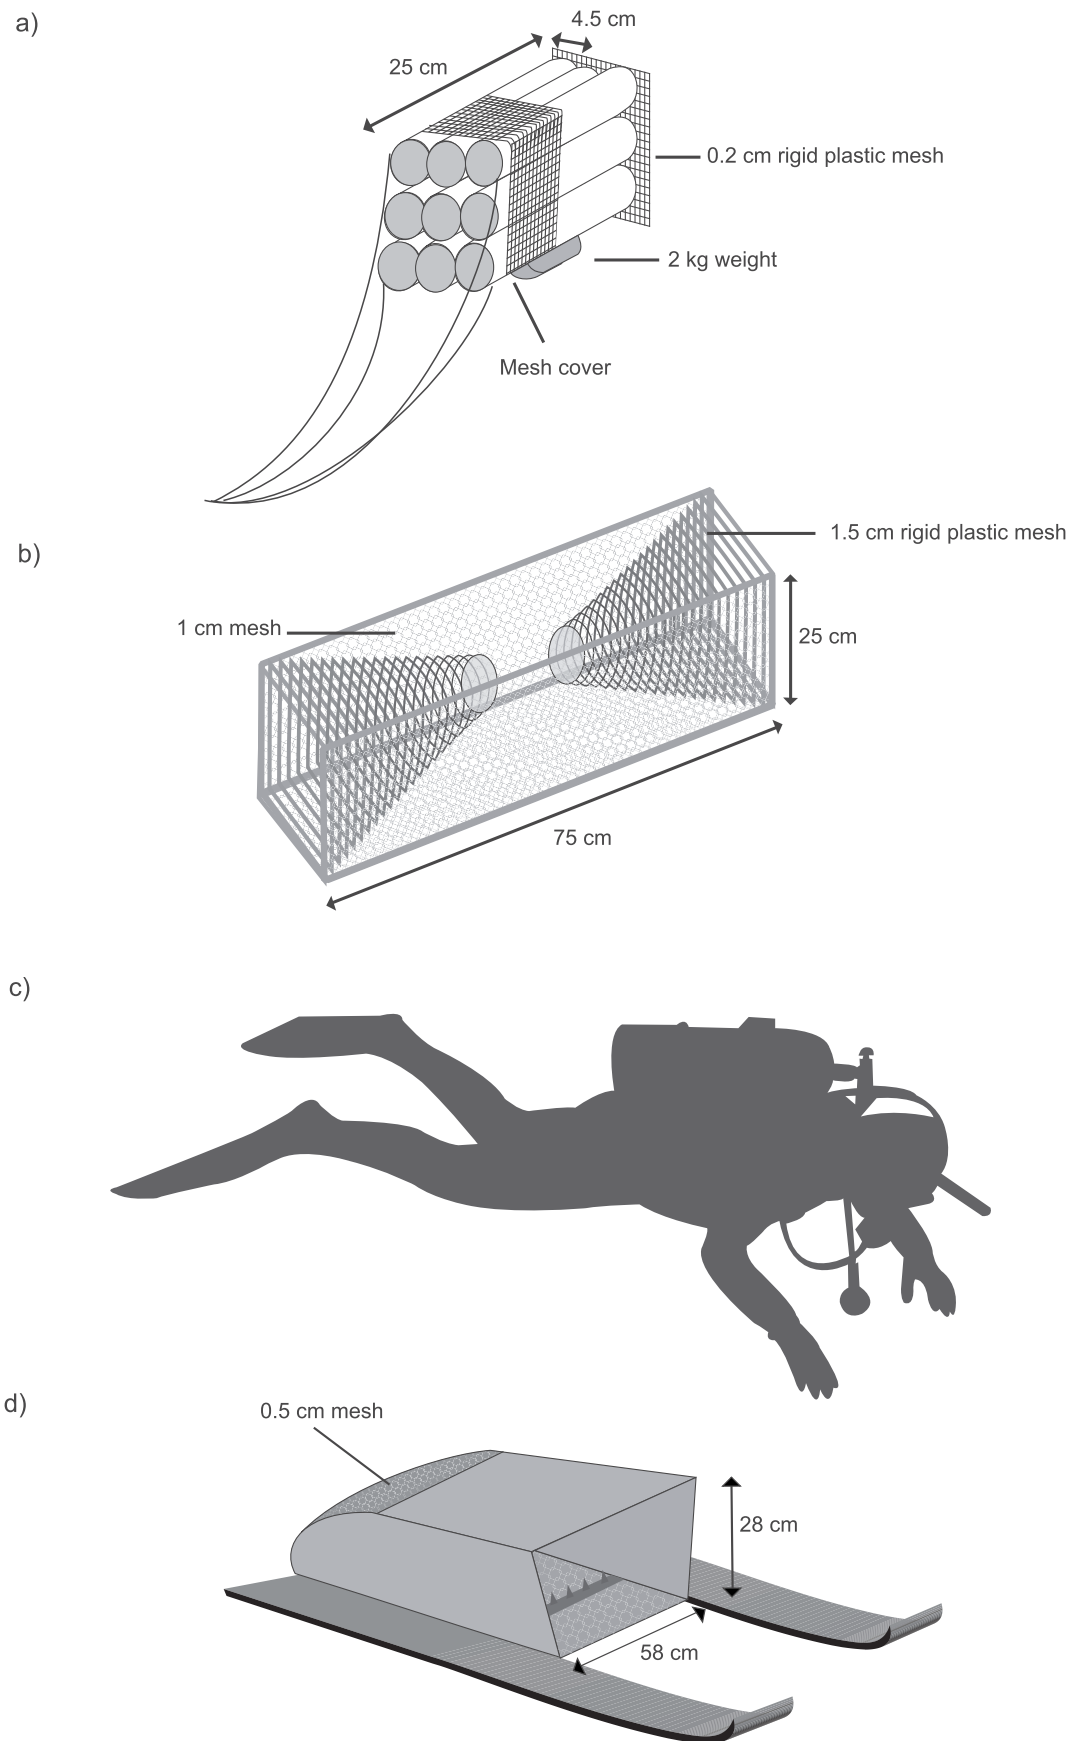 a)
4.5 cm
25 cm
0.2 cm rigid plastic mesh
2 kg weight
Mesh cover
b)
1.5 cm rigid plastic mesh
1 cm mesh
25 cm
75 cm
c)
d)
0.5 cm mesh
28 cm
58 cm